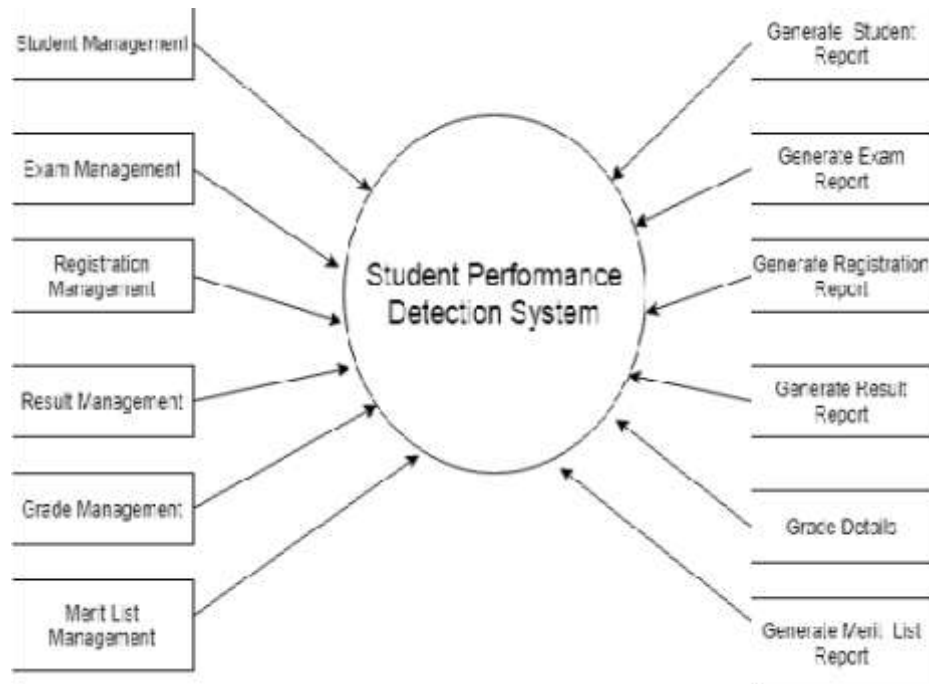 Student Management
Exam Management
Registration
Management
Result Management
Grade Management
Merit List
Management
Student Performance
Detection System
Generate Student
Report
Generate Exam
Report
Generate Registration
Report
Generate Result
Report
Grade Details
Generate Merit List
Report